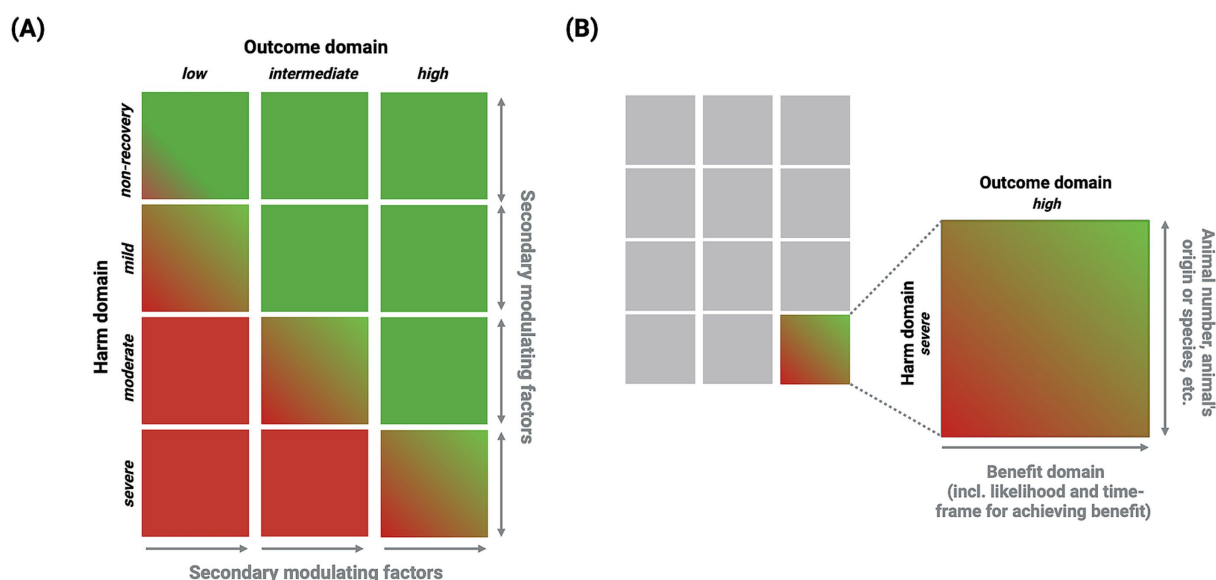 (A)
Outcome domain
low
intermediate
high
Harm domain
non-recovery
mild
moderate
severe
Secondary modulating factors
Secondary modulating factors
(B)
Outcome domain
high
Harm domain
severe
Animal number, animal's
origin or species, etc.
Benefit domain
(incl. likelihood and time-
frame for achieving benefit)